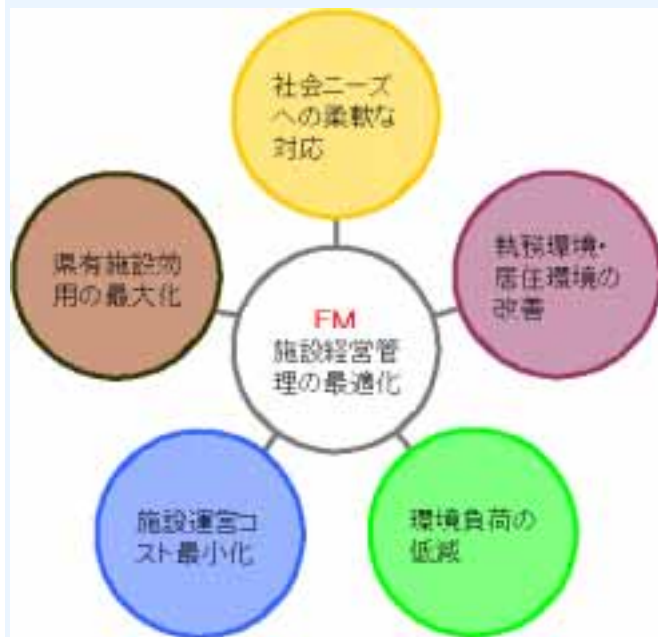 社会ニーズ
への柔軟な
対応
県有施設効
用の最大化
執務環境・
居住環境の
改善
FM
施設経営管
理の最適化
施設運営コ
スト最小化
環境負荷の
低減